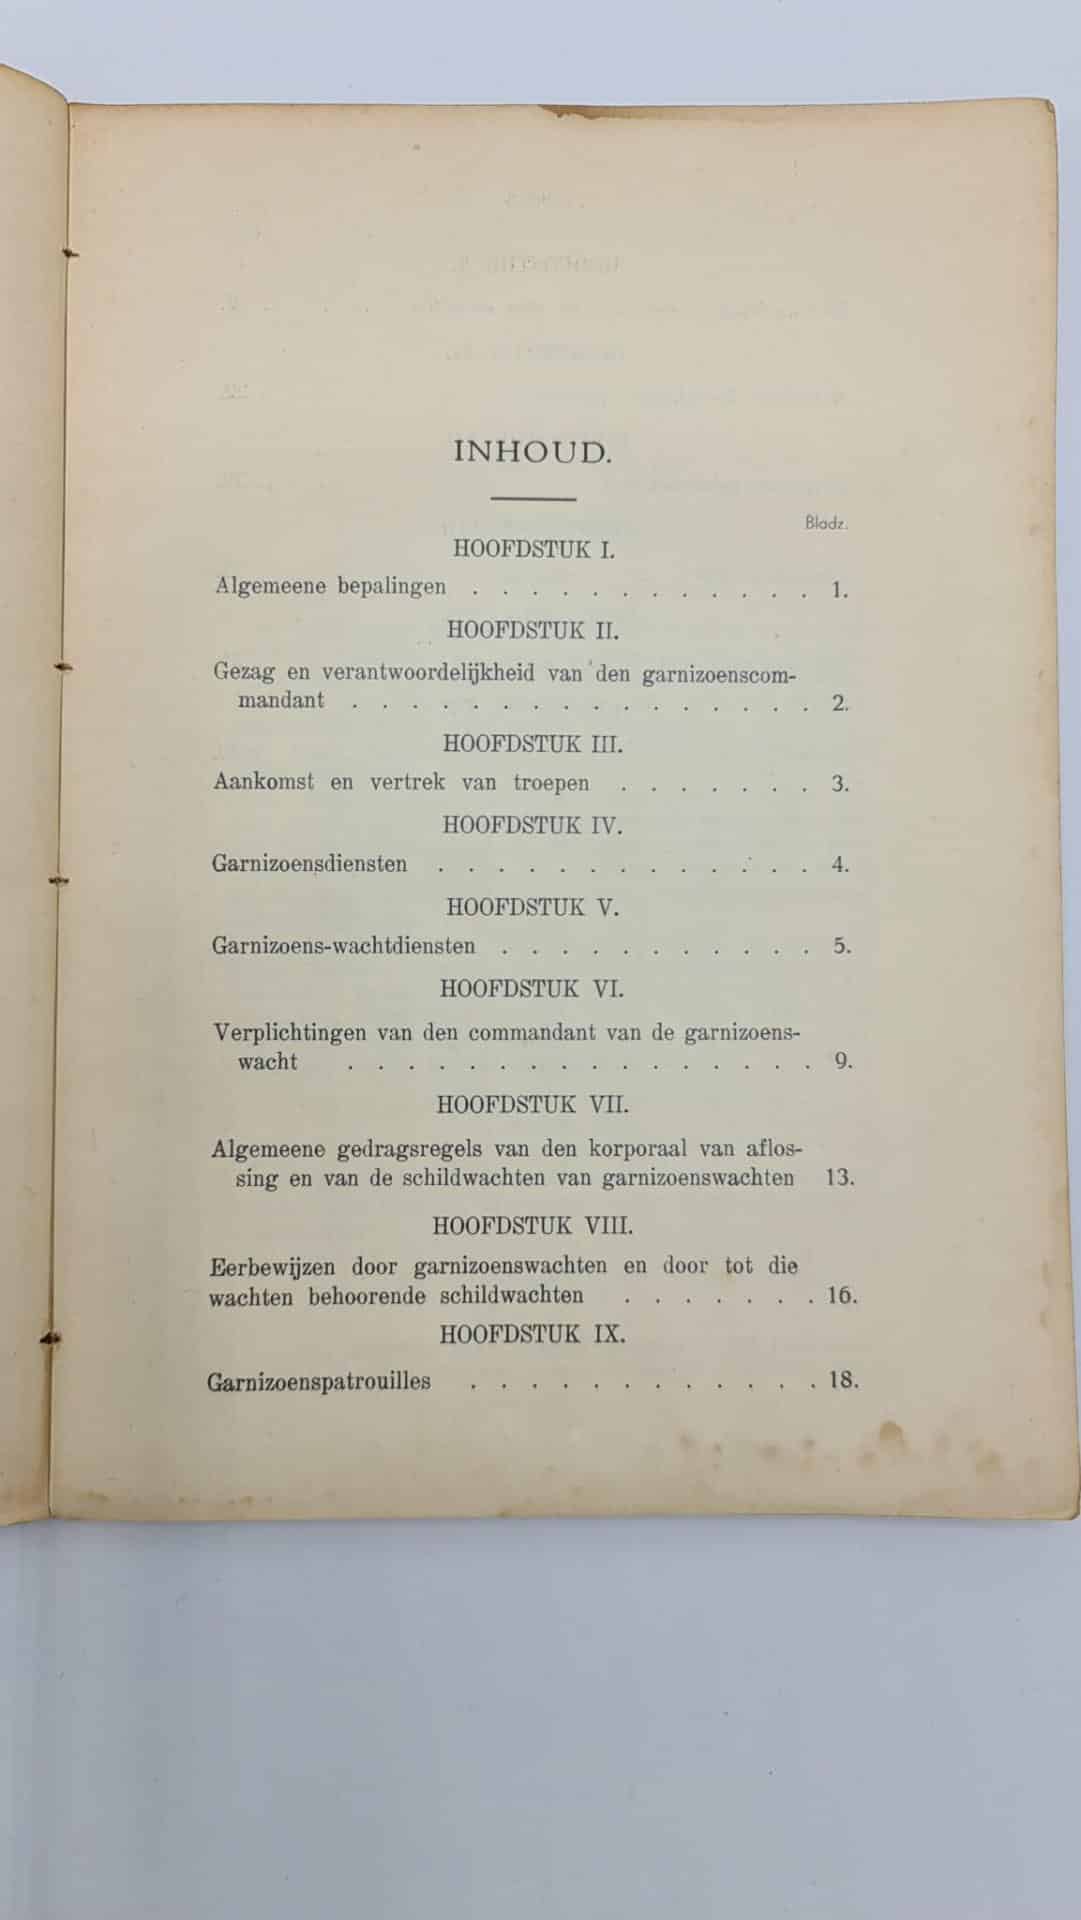 INHOUD.
Bladz.
HOOFDSTUK I.
Algemeene bepalingen . . . . . . . . . . . . 1.
HOOFDSTUK II.
Gezag en verantwoordelijkheid van den garnizoenscom-
mandant . . . . . . . . . . . . . . . . 2.
HOOFDSTUK III.
Aankomst en vertrek van troepen . . . . . . . 3.
HOOFDSTUK IV.
Garnizoensdiensten . . . . . . . . . . . . . 4.
HOOFDSTUK V.
Garnizoens-wachtdiensten . . . . . . . . . . . 5.
HOOFDSTUK VI.
Verplichtingen van den commandant van de garnizoens-
wacht . . . . . . . . . . . . . . . . 9.
HOOFDSTUK VII.
Algemeene gedragsregels van den korporaal van aflos-
sing en van de schildwachten van garnizoenswachten 13.
HOOFDSTUK VIII.
Eerbewijzen door garnizoenswachten en door tot die
wachten behoorende schildwachten . . . . . . . 16.
HOOFDSTUK IX.
Garnizoenspatrouilles . . . . . . . . . . . . 18.